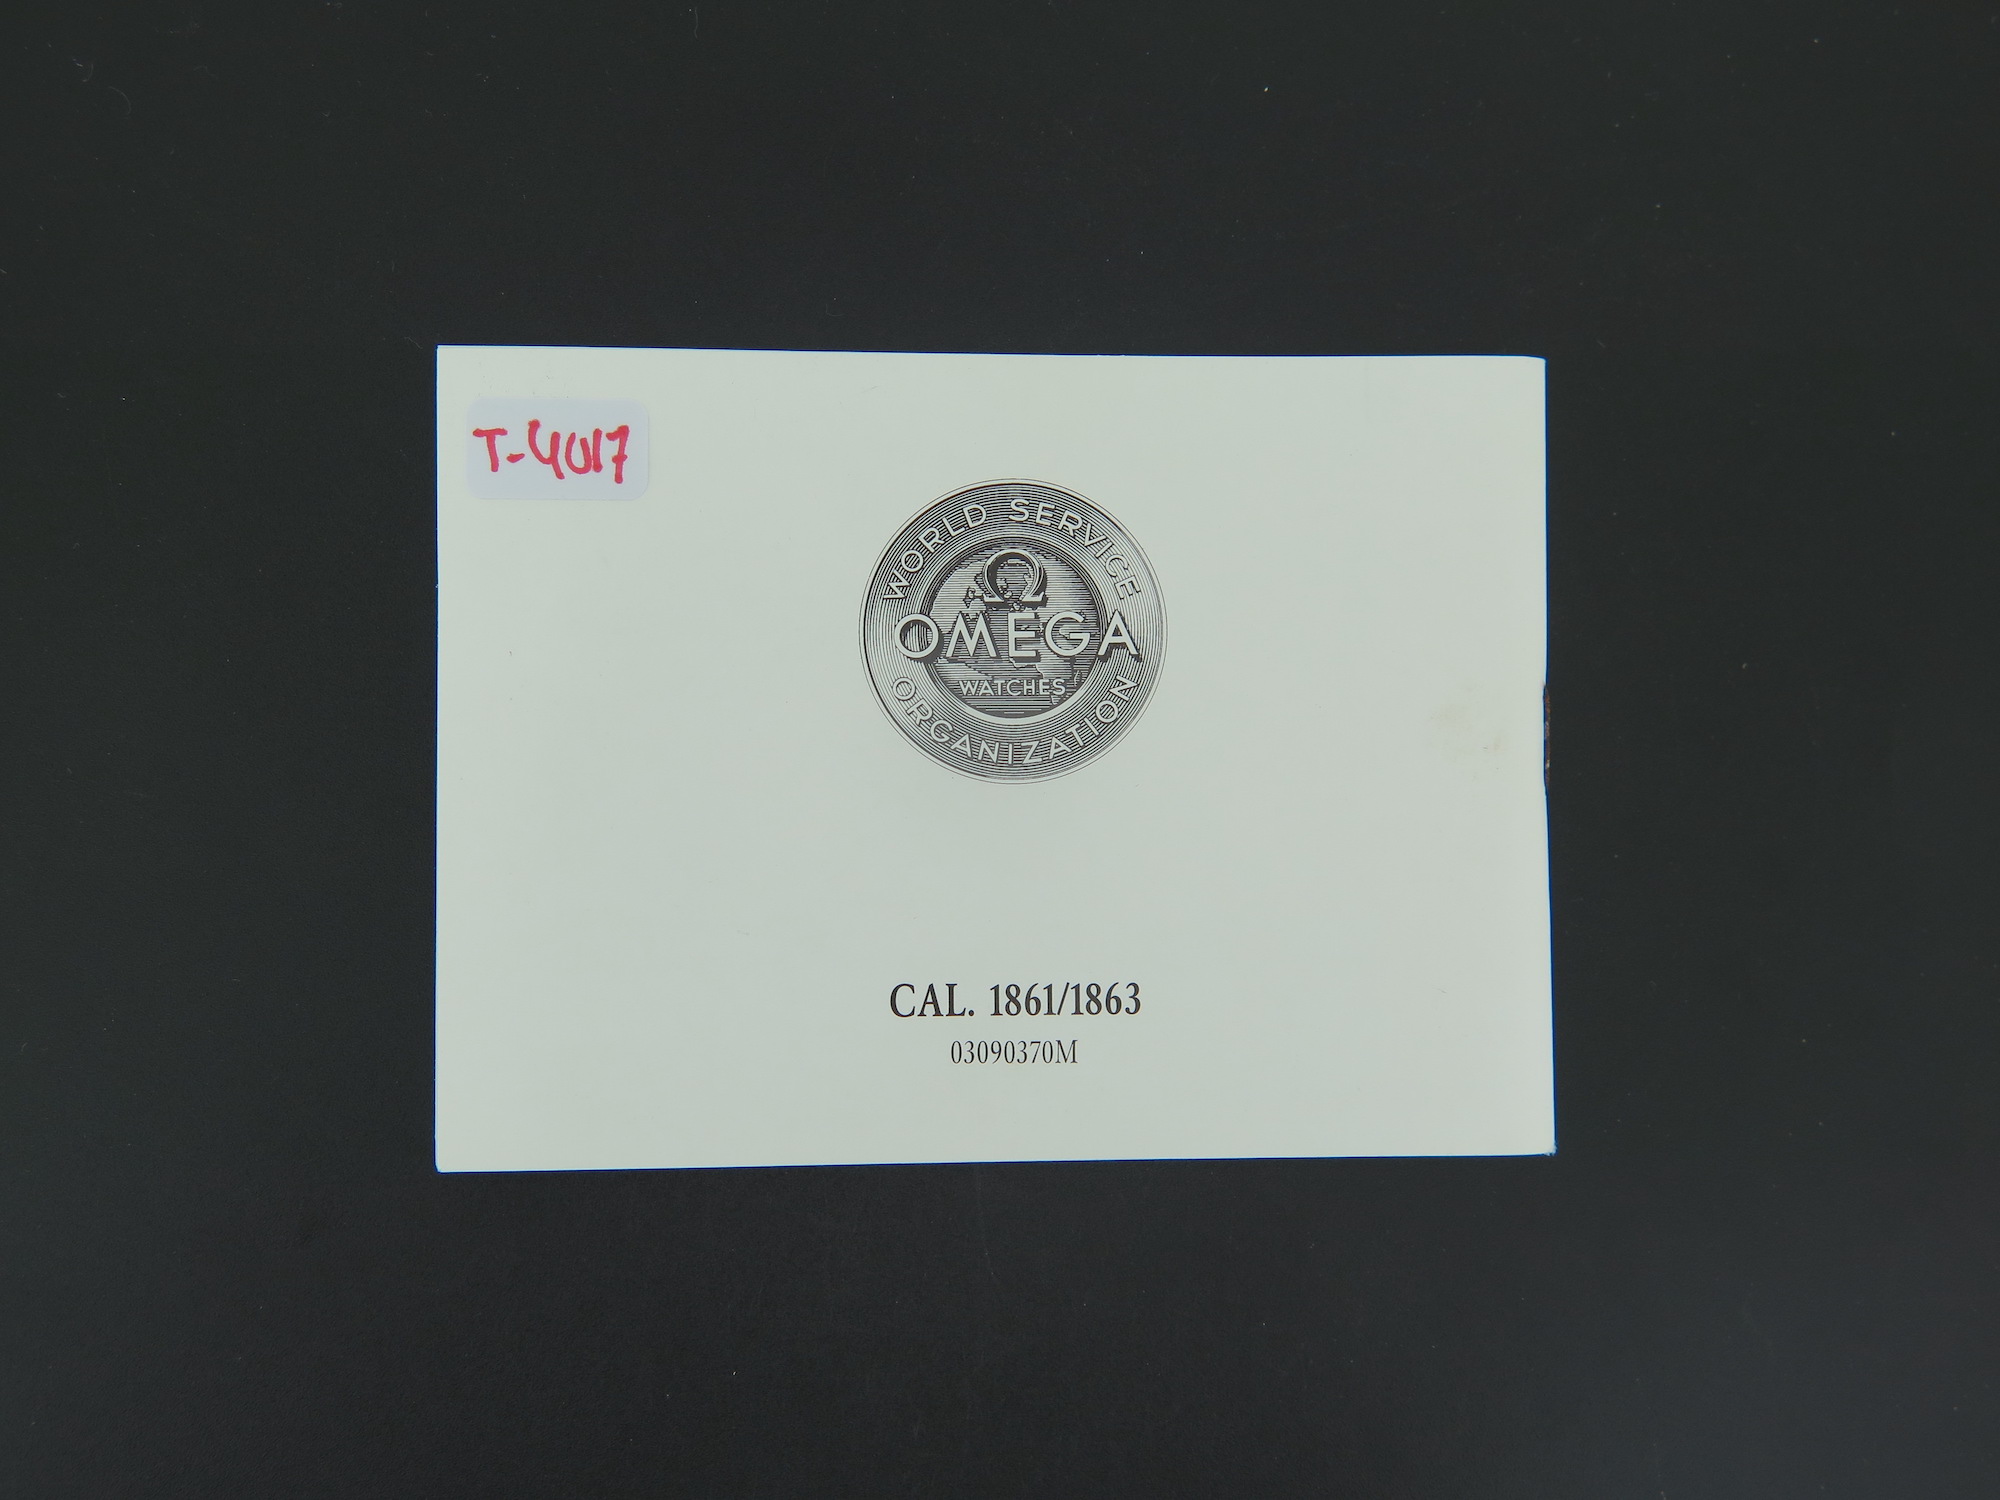 T-4017
WORLD SERVICE
Ω
OMEGA
WATCHES
ORGANIZATION
CAL. 1861/1863
03090370M